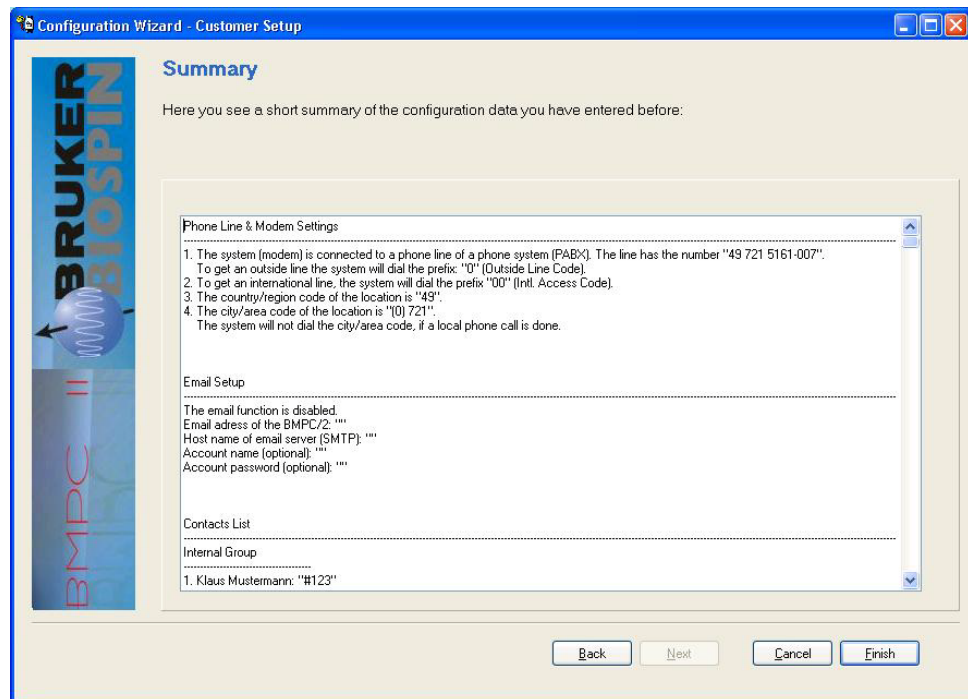 Configuration Wizard - Customer Setup
BRUKER
BIOSPIN
BMPC II
Summary
Here you see a short summary of the configuration data you have entered before:
Phone Line & Modem Settings
1. The system (modem) is connected to a phone line of a phone system (PABX). The line has the number "49 721 5161-007".
To get an outside line the system will dial the prefix: "0" (Outside Line Code).
2. To get an international line, the system will dial the prefix "00" (Intl. Access Code).
3. The country/region code of the location is "49".
4. The city/area code of the location is "(0) 721".
The system will not dial the city/area code, if a local phone call is done.
Email Setup
The email function is disabled.
Email adress of the BMPC/2: ""
Host name of email server (SMTP): ""
Account name (optional): ""
Account password (optional): ""
Contacts List
Internal Group
1. Klaus Mustermann: "#123"
Back Next Cancel Finish